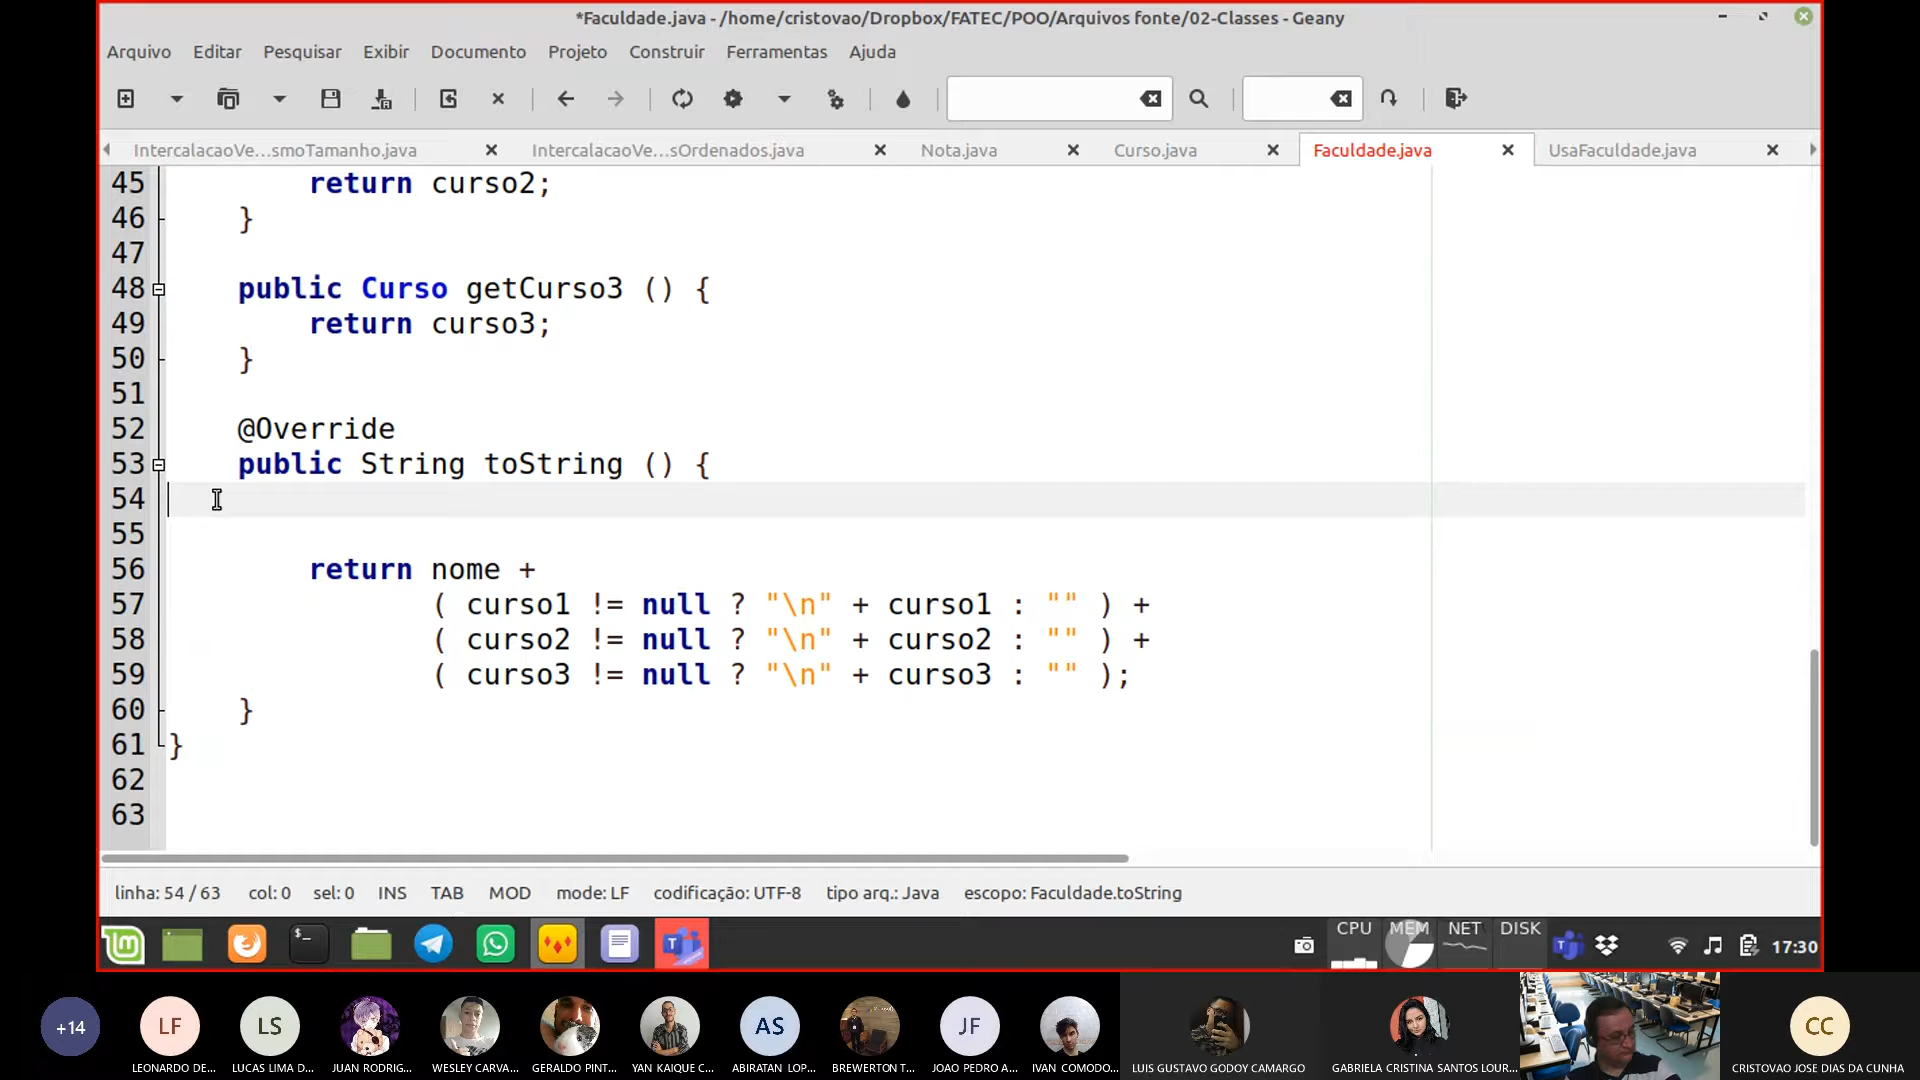 *Faculdade.java - /home/cristovao/Dropbox/FATEC/POO/Arquivos fonte/02-Classes - Geany
Arquivo Editar Pesquisar Exibir Documento Projeto Construir Ferramentas Ajuda
IntercalacaoVe...smoTamanho.java IntercalacaoVe...sOrdenados.java Nota.java Curso.java Faculdade.java UsaFaculdade.java
45 return curso2;
46 }
47
48 public Curso getCurso3 () {
49 return curso3;
50 }
51
52 @Override
53 public String toString () {
54
55
56 return nome +
57 ( curso1 != null ? "\n" + curso1 : "" ) +
58 ( curso2 != null ? "\n" + curso2 : "" ) +
59 ( curso3 != null ? "\n" + curso3 : "" );
60 }
61 }
62
63
linha: 54 / 63 col: 0 sel: 0 INS TAB MOD mode: LF codificação: UTF-8 tipo arq.: Java escopo: Faculdade.toString
CPU MEM NET DISK 17:30
+14 LF LS AS JF CC
LEONARDO DE... LUCAS LIMA D... JUAN RODRIG... WESLEY CARVA... GERALDO PINT... YAN KAIQUE C... ABIRATAN LOP... BREWERTON T... JOAO PEDRO A... IVAN COMODO... LUIS GUSTAVO GODOY CAMARGO GABRIELA CRISTINA SANTOS LOUR... CRISTOVAO JOSE DIAS DA CUNHA